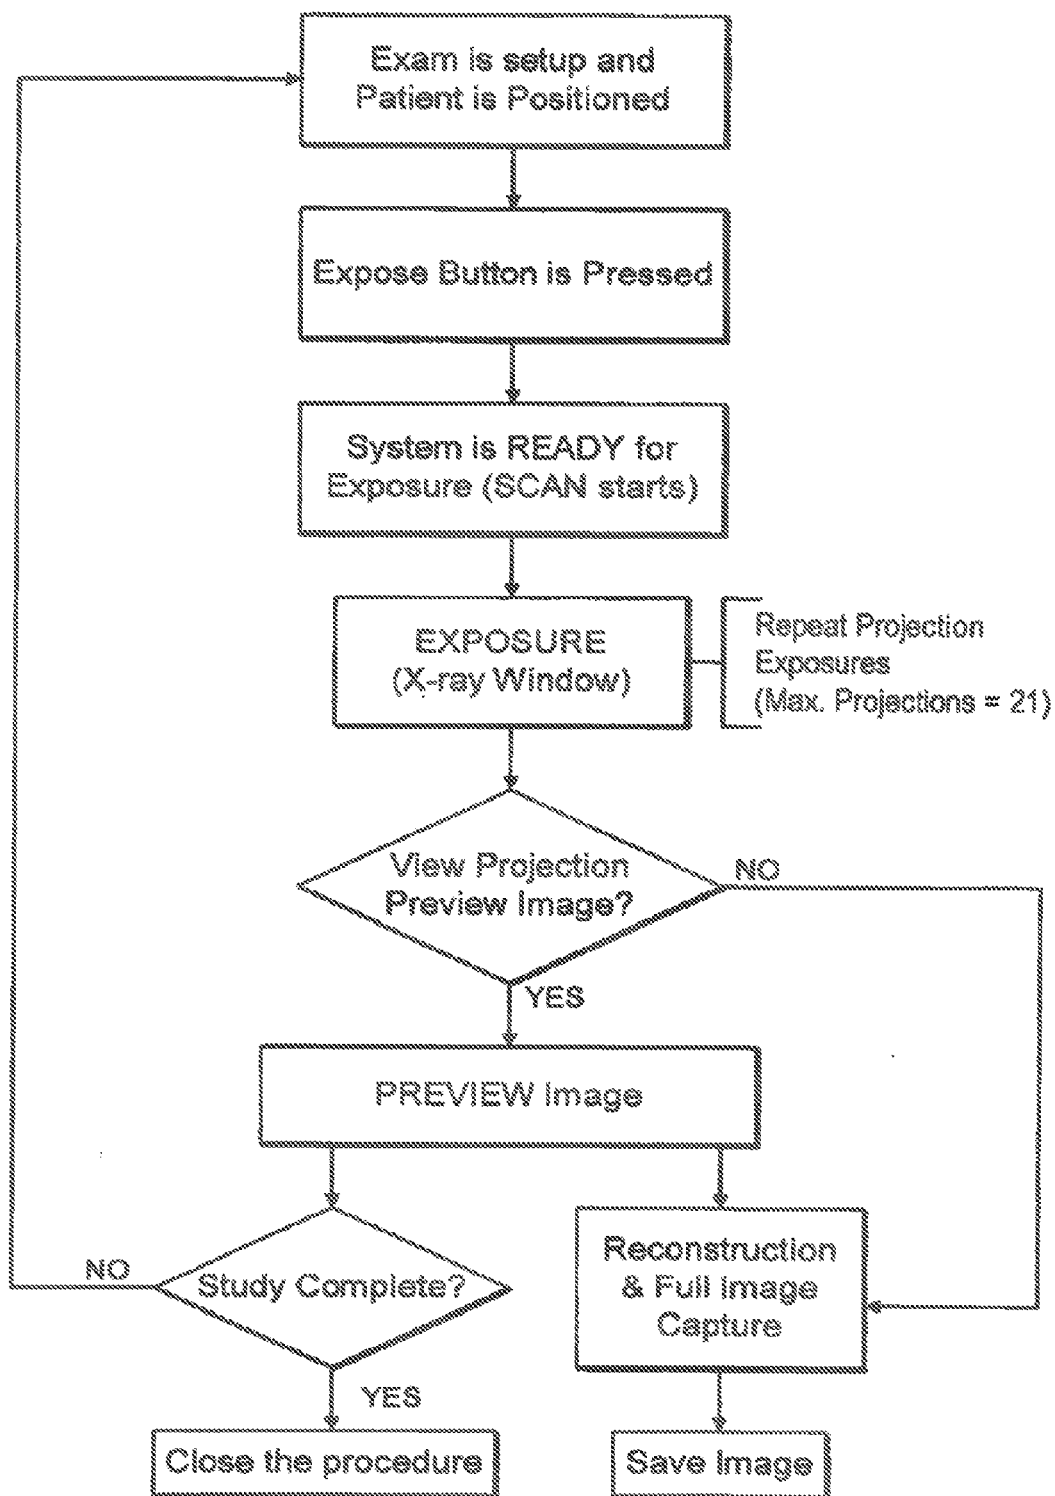 Exam is setup and
Patient is Positioned
Expose Button is Pressed
System is READY for
Exposure (SCAN starts)
EXPOSURE
(X-ray Window)
Repeat Projection
Exposures
(Max. Projections = 21)
View Projection
Preview Image?
NO
YES
PREVIEW Image
NO
Study Complete?
Reconstruction
& Full Image
Capture
YES
Close the procedure
Save Image